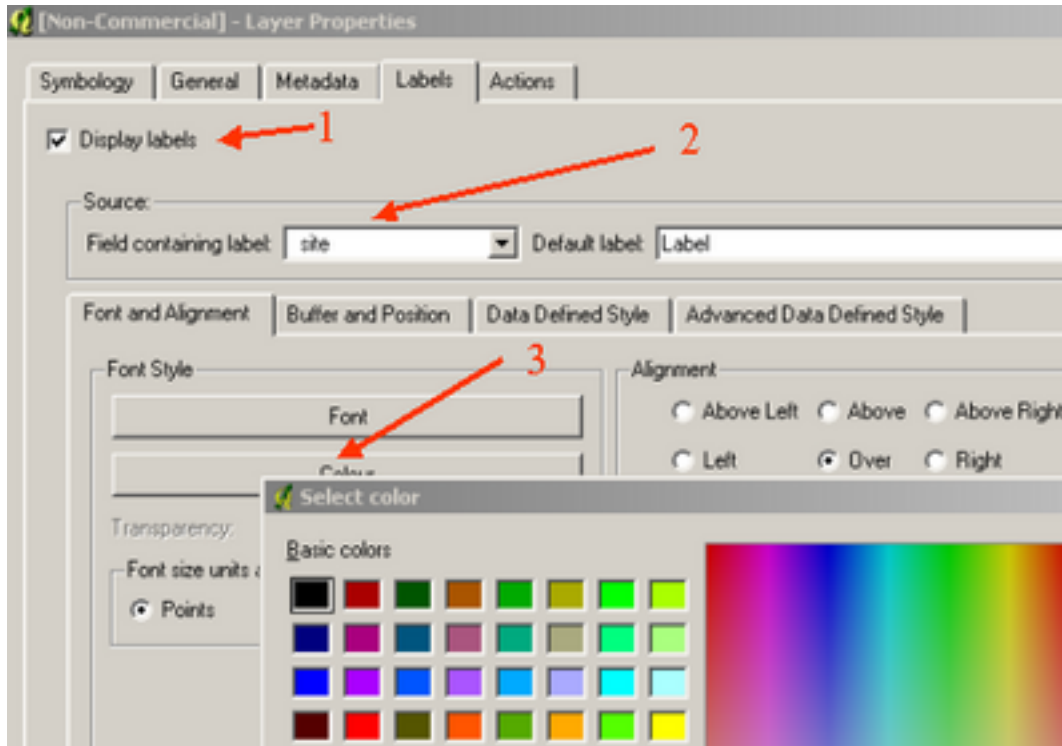 [Non-Commercial] - Layer Properties
Symbology General Metadata Labels Actions
Display labels 1
2
Source:
Field containing label: site Default label: Label
Font and Alignment Buffer and Position Data Defined Style Advanced Data Defined Style
3
Font Style Alignment
Font Above Left Above Above Right
Colour Left Over Right
Select color
Transparency:
Basic colors
Font size units
Points